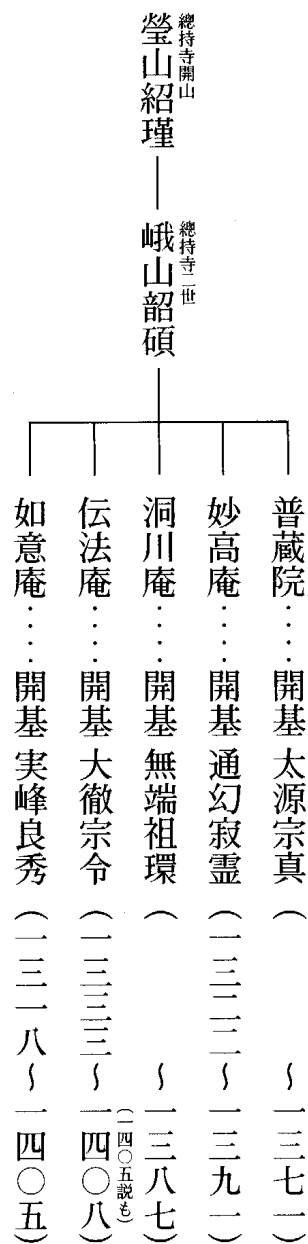 總持寺開山
瑩山紹瑾
總持寺二世
峨山韶碩
普蔵院‥‥開基 太源宗真(　　　　～一三七一)
妙高庵‥‥開基 通幻寂霊(一三二二～一三九一)
洞川庵‥‥開基 無端祖環(　　　　～一三八七)
伝法庵‥‥開基 大徹宗令(一三三三～一四〇八)
(一四〇五説も)
如意庵‥‥開基 実峰良秀(一三一八～一四〇五)